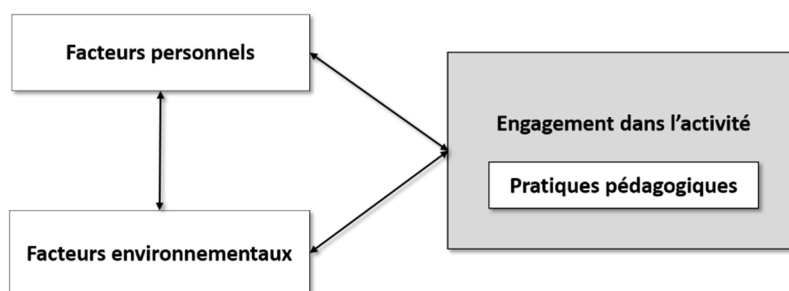 Facteurs personnels
Engagement dans l'activité
Pratiques pédagogiques
Facteurs environnementaux